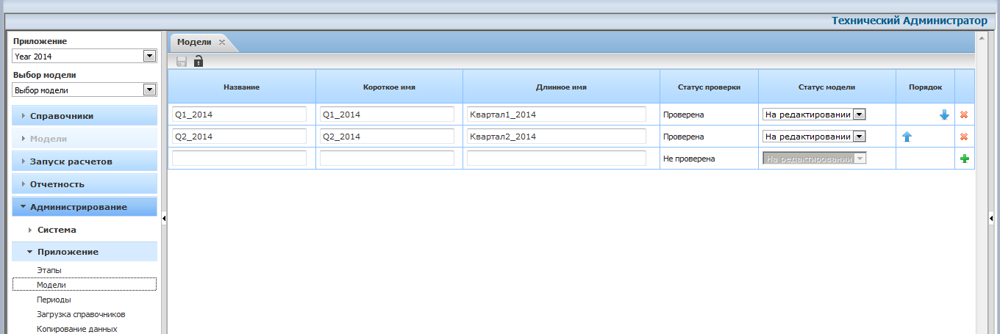 Технический Администратор
Приложение
Year 2014
Выбор модели
Выбор модели
Справочники
Модели
Запуск расчетов
Отчетность
Администрирование
Система
Приложение
Этапы
Модели
Периоды
Загрузка справочников
Копирование данных
Модели
Название Короткое имя Длинное имя Статус проверки Статус модели Порядок
Q1_2014 Q1_2014 Квартал1_2014 Проверена На редактировании
Q2_2014 Q2_2014 Квартал2_2014 Проверена На редактировании
Не проверена На редактировании